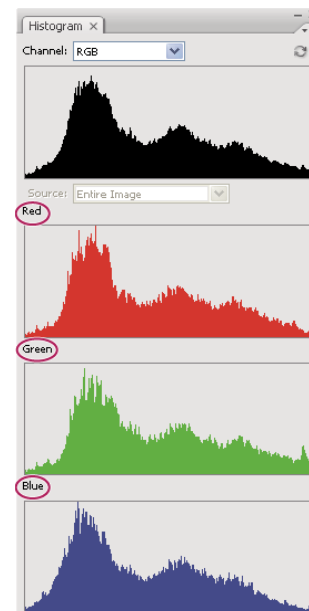 Histogram ×
Channel: RGB
Source: Entire Image
Red
Green
Blue